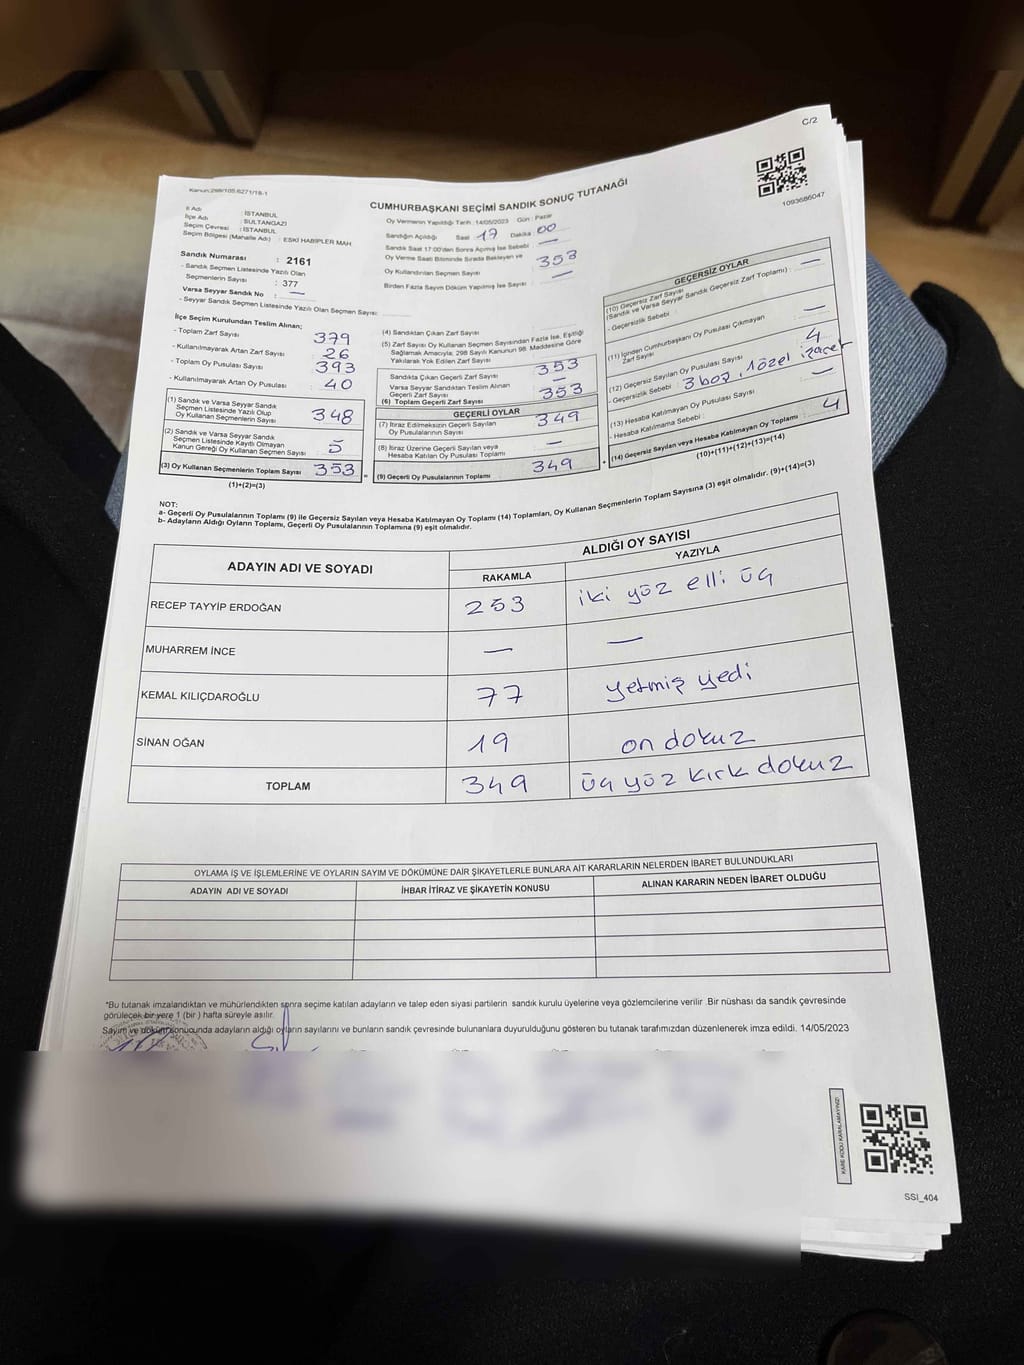 C/2
Kanun:298/105.6271/18-1
CUMHURBAŞKANI SEÇİMİ SANDIK SONUÇ TUTANAĞI
1093686047
İl Adı : İSTANBUL
İlçe Adı : SULTANGAZİ
Seçim Çevresi : İSTANBUL
Seçim Bölgesi (Mahalle Adı) : ESKİ HABİPLER MAH.
Sandık Numarası : 2161
- Sandık Seçmen Listesinde Yazılı Olan
Seçmenlerin Sayısı : 377
Varsa Seyyar Sandık No : —
- Seyyar Sandık Seçmen Listesinde Yazılı Olan Seçmen Sayısı:
Oy Vermenin Yapıldığı Tarih : 14/05/2023 Gün : Pazar
Sandığın Açıldığı Saat 17 Dakika 00
Sandık Saat 17:00'den Sonra Açılmış İse Sebebi : —
Oy Verme Saati Bitiminde Sırada Bekleyen ve
Oy Kullandırılan Seçmen Sayısı : 353
Birden Fazla Sayım Döküm Yapılmış İse Sayısı : —
İlçe Seçim Kurulundan Teslim Alınan;
- Toplam Zarf Sayısı : 379
- Kullanılmayarak Artan Zarf Sayısı : 26
- Toplam Oy Pusulası Sayısı : 393
- Kullanılmayarak Artan Oy Pusulası : 40
(1) Sandık ve Varsa Seyyar Sandık
Seçmen Listesinde Yazılı Olup
Oy Kullanan Seçmenlerin Sayısı : 348
(2) Sandık ve Varsa Seyyar Sandık
Seçmen Listesinde Kayıtlı Olmayan
Kanun Gereği Oy Kullanan Seçmen Sayısı : 5
(3) Oy Kullanan Seçmenlerin Toplam Sayısı 353
(1)+(2)=(3)
(4) Sandıktan Çıkan Zarf Sayısı
(5) Zarf Sayısı Oy Kullanan Seçmen Sayısından Fazla İse, Eşitliği
Sağlamak Amacıyla, 298 Sayılı Kanunun 98. Maddesine Göre
Yakılarak Yok Edilen Zarf Sayısı
Sandıkta Çıkan Geçerli Zarf Sayısı 353
Varsa Seyyar Sandıktan Teslim Alınan
Geçerli Zarf Sayısı —
(6) Toplam Geçerli Zarf Sayısı 353
GEÇERLİ OYLAR
(7) İtiraz Edilmeksizin Geçerli Sayılan
Oy Pusulalarının Sayısı 349
(8) İtiraz Üzerine Geçerli Sayılan veya
Hesaba Katılan Oy Pusulası Toplamı —
(9) Geçerli Oy Pusulalarının Toplamı 349
GEÇERSİZ OYLAR
(10) Geçersiz Zarf Sayısı
(Sandık ve Varsa Seyyar Sandık Geçersiz Zarf Toplamı) : —
- Geçersizlik Sebebi :
(11) İçinden Cumhurbaşkanı Oy Pusulası Çıkmayan
Zarf Sayısı —
(12) Geçersiz Sayılan Oy Pusulası Sayısı 4
- Geçersizlik Sebebi : 3 boş, 1 özel
(13) Hesaba Katılmayan Oy Pusulası Sayısı : —
- Hesaba Katılmama Sebebi :
(14) Geçersiz Sayılan veya Hesaba Katılmayan Oy Toplamı : 4
(10)+(11)+(12)+(13)=(14)
NOT:
a- Geçerli Oy Pusulalarının Toplamı (9) ile Geçersiz Sayılan veya Hesaba Katılmayan Oy Toplamı (14) Toplamları, Oy Kullanan Seçmenlerin Toplam Sayısına (3) eşit olmalıdır. (9)+(14)=(3)
b- Adayların Aldığı Oyların Toplamı, Geçerli Oy Pusulalarının Toplamına (9) eşit olmalıdır.
ADAYIN ADI VE SOYADI ALDIĞI OY SAYISI
RAKAMLA YAZIYLA
RECEP TAYYİP ERDOĞAN 253 iki yüz elli üç
MUHARREM İNCE — —
KEMAL KILIÇDAROĞLU 77 yetmiş yedi
SİNAN OĞAN 19 on dokuz
TOPLAM 349 üç yüz kırk dokuz
OYLAMA İŞ VE İŞLEMLERİNE VE OYLARIN SAYIM VE DÖKÜMÜNE DAİR ŞİKAYETLERLE BUNLARA AİT KARARLARIN NELERDEN İBARET BULUNDUKLARI
ADAYIN ADI VE SOYADI İHBAR İTİRAZ VE ŞİKAYETİN KONUSU ALINAN KARARIN NEDEN İBARET OLDUĞU
*Bu tutanak imzalandıktan ve mühürlendikten sonra seçime katılan adayların ve talep eden siyasi partilerin sandık kurulu üyelerine veya gözlemcilerine verilir .Bir nüshası da sandık çevresinde
görülecek bir yere 1 (bir ) hafta süreyle asılır.
Sayım ve döküm sonucunda adayların aldığı oyların sayılarını ve bunların sandık çevresinde bulunanlara duyurulduğunu gösteren bu tutanak tarafımızdan düzenlenerek imza edildi. 14/05/2023
KARE KODU KARALAMAYINIZ!
SSİ_404